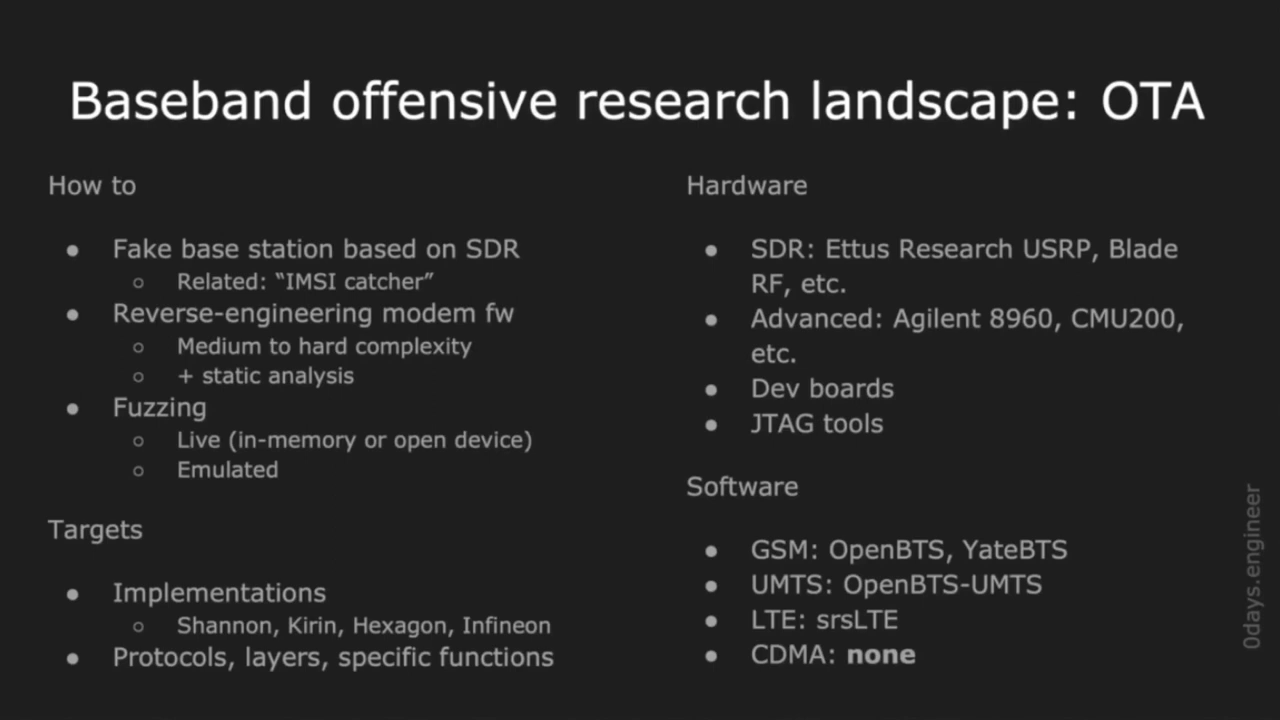 Baseband offensive research landscape: OTA
How to
● Fake base station based on SDR
○ Related: “IMSI catcher”
● Reverse-engineering modem fw
○ Medium to hard complexity
○ + static analysis
● Fuzzing
○ Live (in-memory or open device)
○ Emulated
Targets
● Implementations
○ Shannon, Kirin, Hexagon, Infineon
● Protocols, layers, specific functions
Hardware
● SDR: Ettus Research USRP, Blade
RF, etc.
● Advanced: Agilent 8960, CMU200,
etc.
● Dev boards
● JTAG tools
Software
● GSM: OpenBTS, YateBTS
● UMTS: OpenBTS-UMTS
● LTE: srsLTE
● CDMA: none
0days.engineer